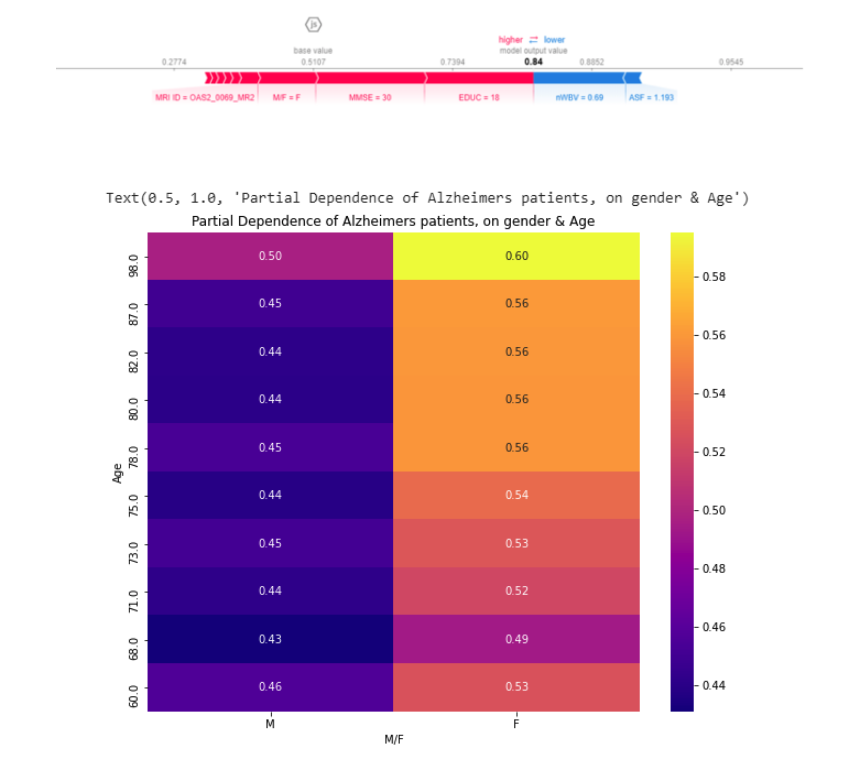 js
higher ⇄ lower
base value model output value
0.2774 0.5107 0.7394 0.84 0.8852 0.9545
MRI ID = OAS2_0069_MR2 M/F = F MMSE = 30 EDUC = 18 nWBV = 0.69 ASF = 1.193
Text(0.5, 1.0, 'Partial Dependence of Alzheimers patients, on gender & Age')
Partial Dependence of Alzheimers patients, on gender & Age
98.0 0.50 0.60
0.58
87.0 0.45 0.56
0.56
82.0 0.44 0.56
0.54
80.0 0.44 0.56
78.0 0.45 0.56
0.52
Age
75.0 0.44 0.54
0.50
73.0 0.45 0.53
0.48
71.0 0.44 0.52
0.46
68.0 0.43 0.49
0.44
60.0 0.46 0.53
M F
M/F